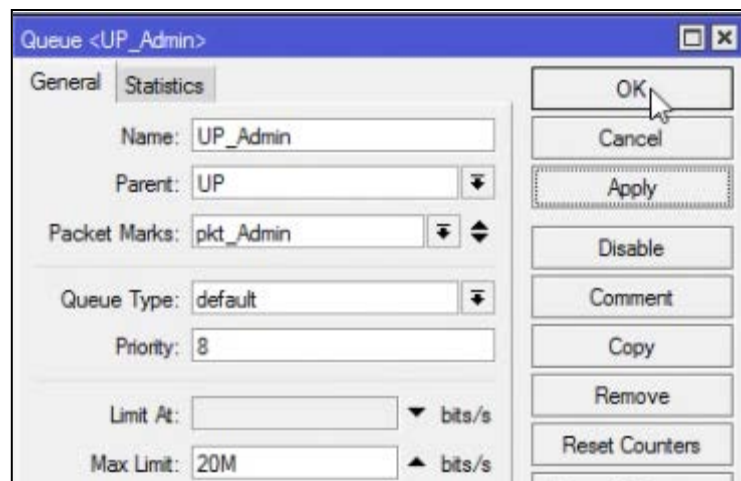 Queue <UP_Admin>
General Statistics
Name: UP_Admin
Parent: UP
Packet Marks: pkt_Admin
Queue Type: default
Priority: 8
Limit At: bits/s
Max Limit: 20M bits/s
OK
Cancel
Apply
Disable
Comment
Copy
Remove
Reset Counters